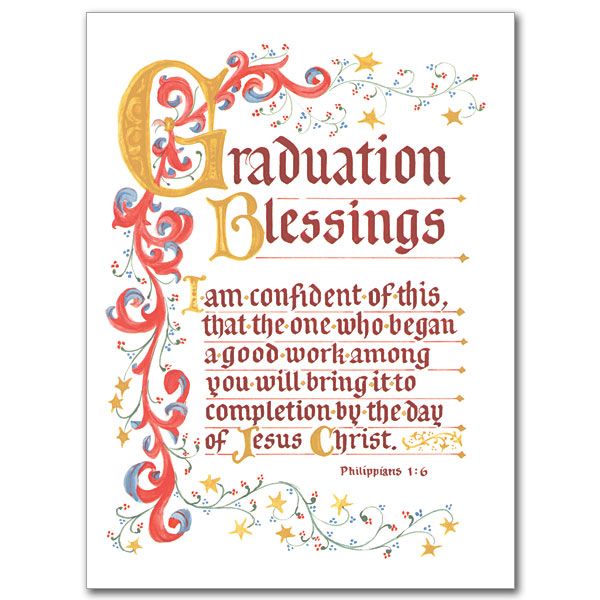 Graduation
Blessings
I am confident of this,
that the one who began
a good work among
you will bring it to
completion by the day
of Jesus Christ.
Philippians 1:6